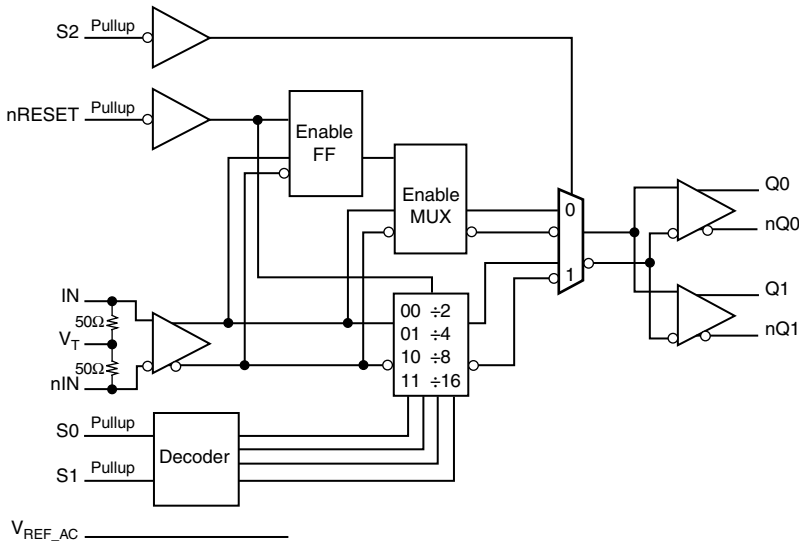 S2 Pullup
nRESET Pullup
Enable
FF
Enable
MUX
0
1
Q0
nQ0
Q1
nQ1
IN
50Ω
V_T
50Ω
nIN
00 ÷2
01 ÷4
10 ÷8
11 ÷16
S0 Pullup
S1 Pullup
Decoder
V_REF_AC